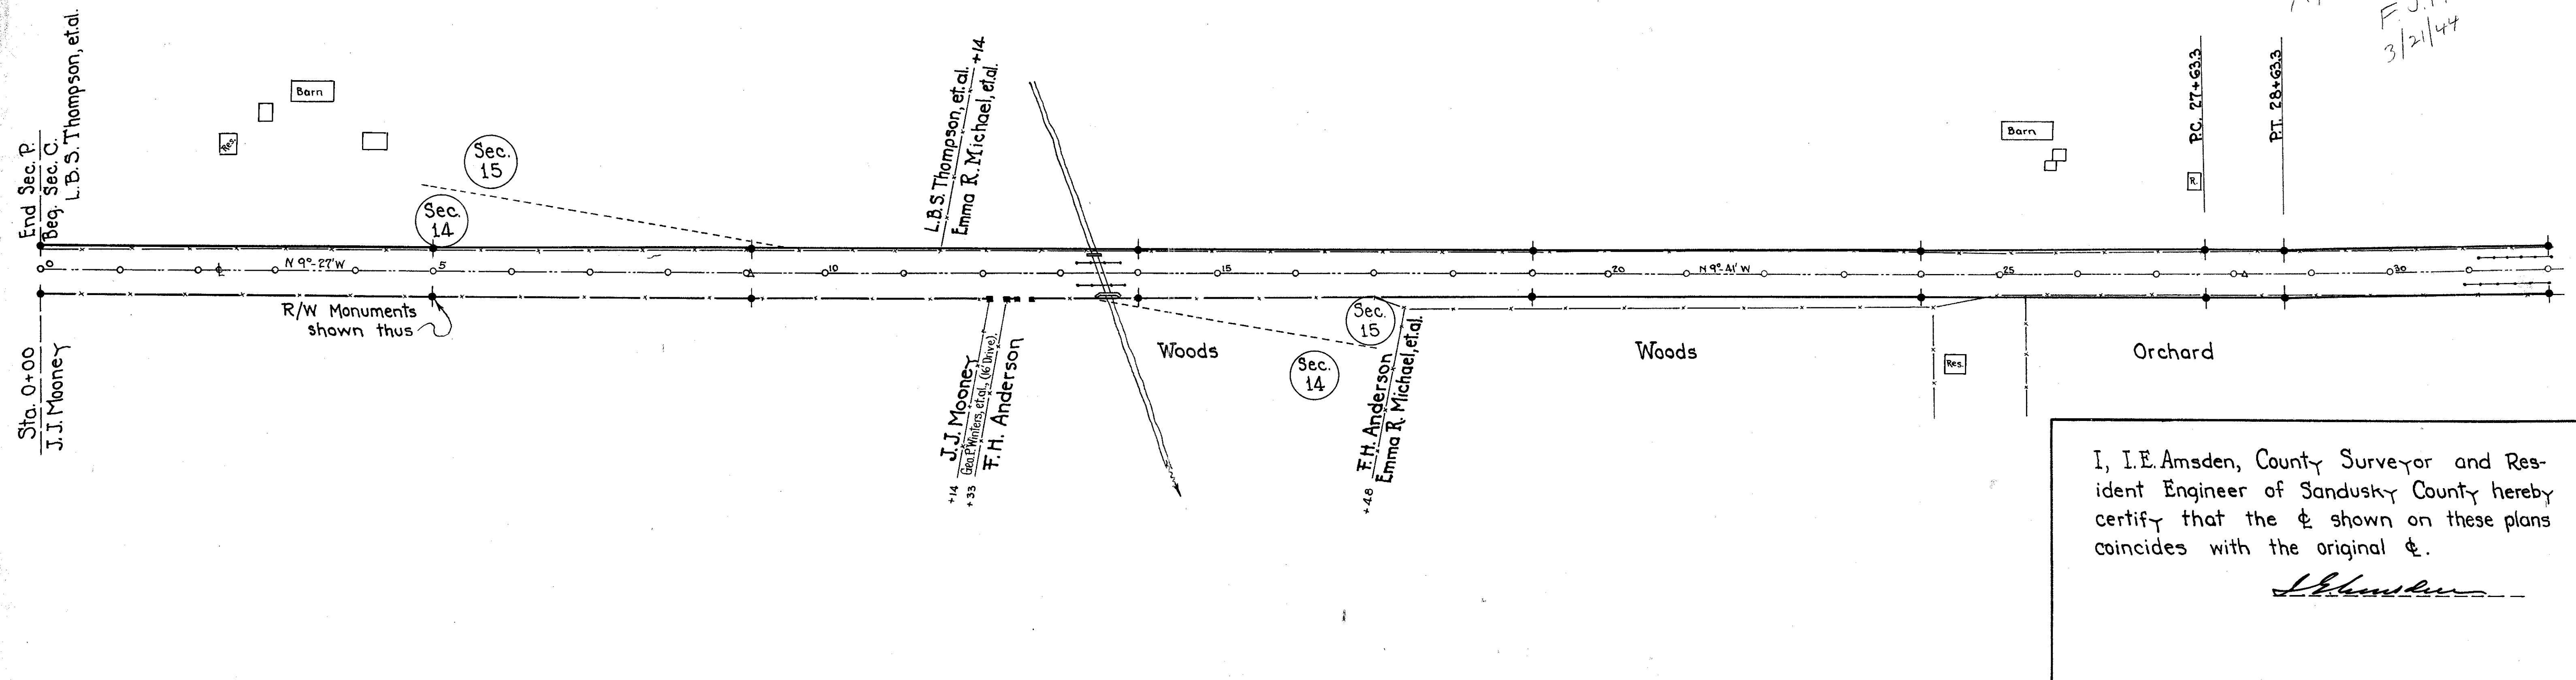 F. J.
3/21/44
End Sec. P.
Beg. Sec. C.
L.B.S. Thompson, et.al.
Barn
Res.
Sec.
15
Sec.
14
L.B.S. Thompson, et.al. +14
Emma R. Michael, et.al.
Barn
R.
P.C. 27+63.3
P.T. 28+63.3
0
N 9°-27' W
5
10
15
20
N 9°-41' W
25
30
R/W Monuments
shown thus
Sta. 0+00
J.J. Mooney
+14 J.J. Mooney
Geo. P. Winters, et.al., (16' Drive).
+33 F.H. Anderson
Woods
Sec.
15
Sec.
14
+48 F.H. Anderson
Emma R. Michael, et.al.
Woods
Res.
Orchard
I, I.E. Amsden, County Surveyor and Res-
ident Engineer of Sandusky County hereby
certify that the ℄ shown on these plans
coincides with the original ℄.
I E Amsden